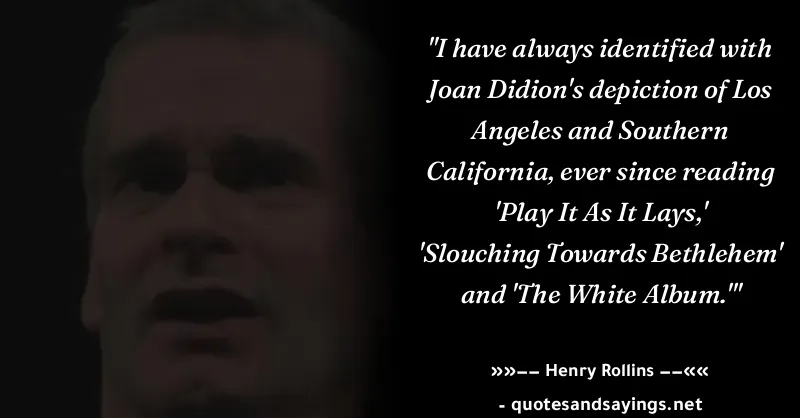 "I have always identified with
Joan Didion's depiction of Los
Angeles and Southern
California, ever since reading
'Play It As It Lays,'
'Slouching Towards Bethlehem'
and 'The White Album.'"
»»—— Henry Rollins ——««
- quotesandsayings.net